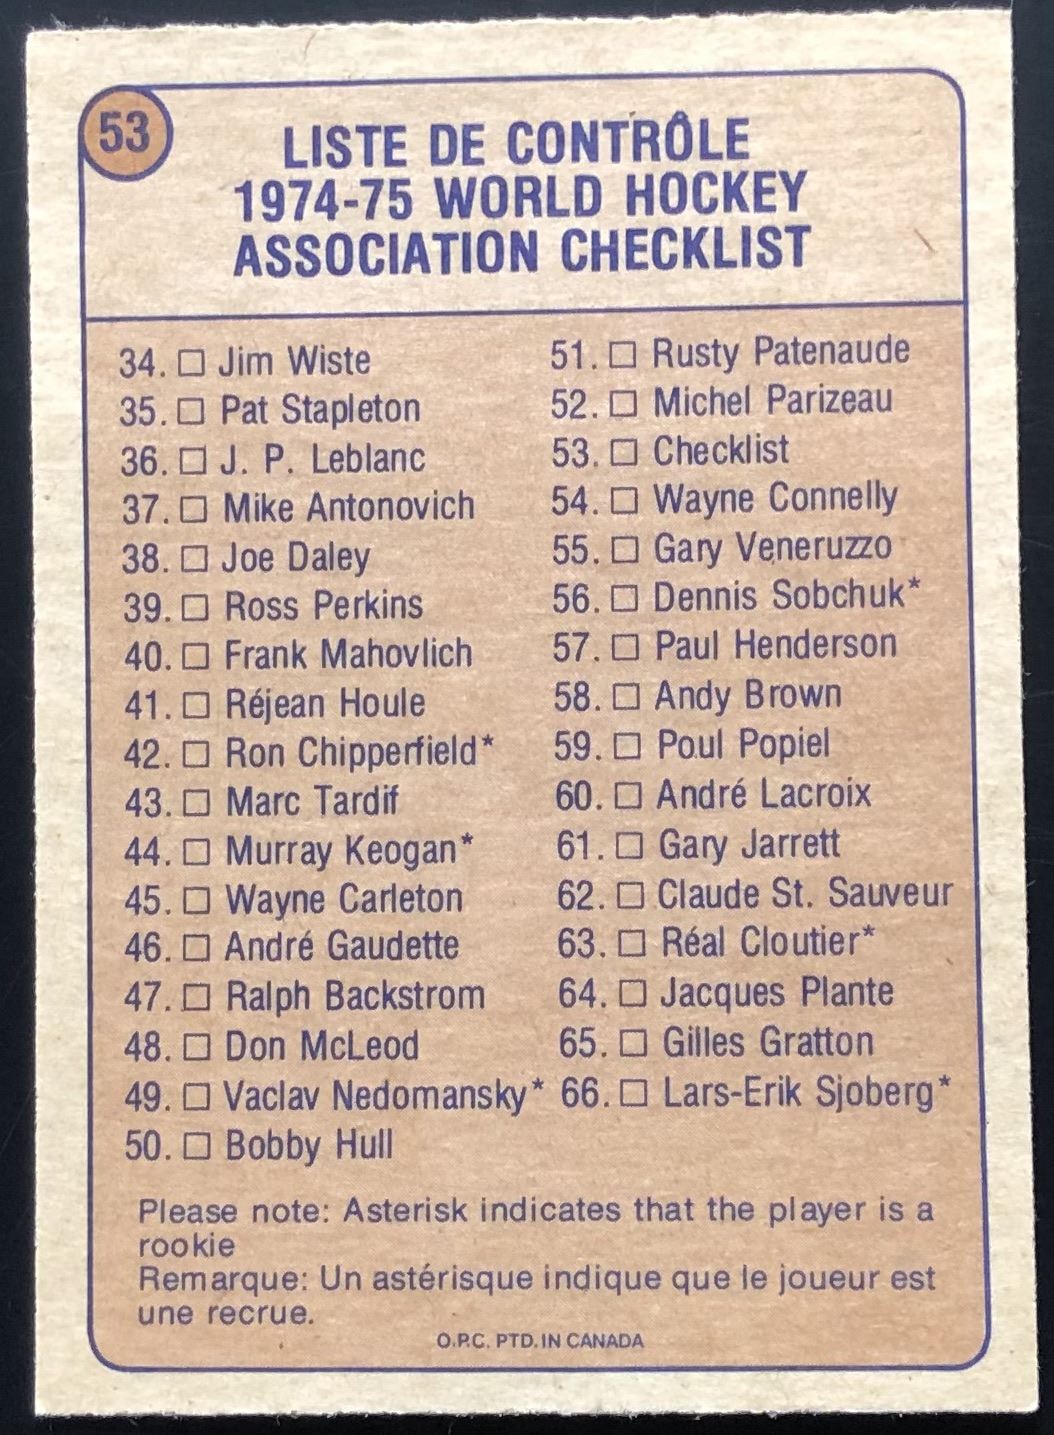 53
LISTE DE CONTRÔLE
1974-75 WORLD HOCKEY
ASSOCIATION CHECKLIST
34. □ Jim Wiste
35. □ Pat Stapleton
36. □ J. P. Leblanc
37. □ Mike Antonovich
38. □ Joe Daley
39. □ Ross Perkins
40. □ Frank Mahovlich
41. □ Réjean Houle
42. □ Ron Chipperfield*
43. □ Marc Tardif
44. □ Murray Keogan*
45. □ Wayne Carleton
46. □ André Gaudette
47. □ Ralph Backstrom
48. □ Don McLeod
49. □ Vaclav Nedomansky*
50. □ Bobby Hull
51. □ Rusty Patenaude
52. □ Michel Parizeau
53. □ Checklist
54. □ Wayne Connelly
55. □ Gary Veneruzzo
56. □ Dennis Sobchuk*
57. □ Paul Henderson
58. □ Andy Brown
59. □ Poul Popiel
60. □ André Lacroix
61. □ Gary Jarrett
62. □ Claude St. Sauveur
63. □ Réal Cloutier*
64. □ Jacques Plante
65. □ Gilles Gratton
66. □ Lars-Erik Sjoberg*
Please note: Asterisk indicates that the player is a
rookie
Remarque: Un astérisque indique que le joueur est
une recrue.
O.P.C. PTD. IN CANADA